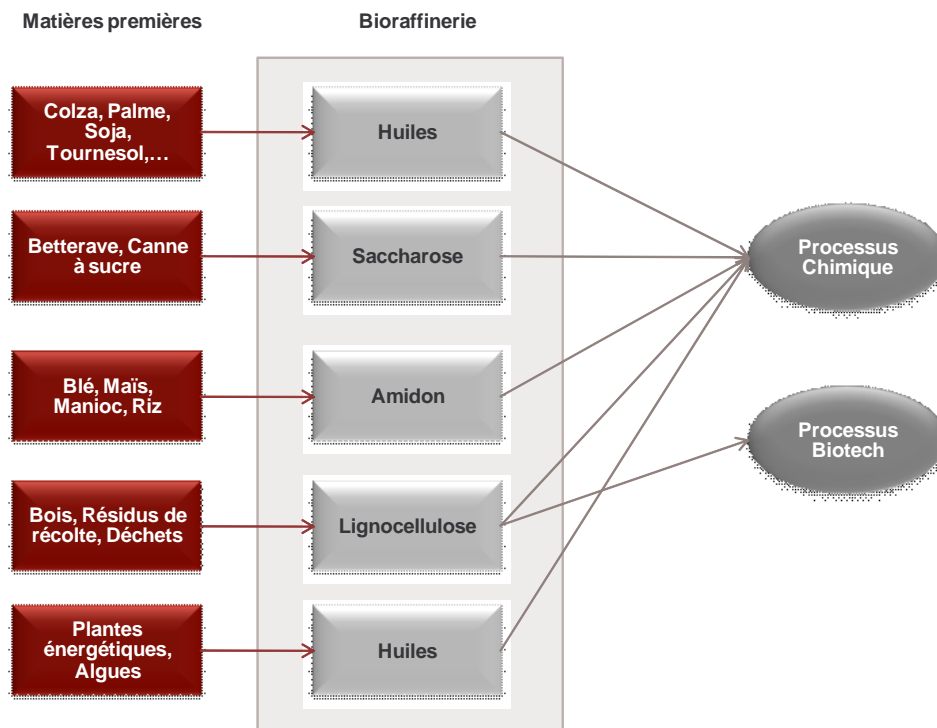 Matières premières
Bioraffinerie
Colza, Palme,
Soja,
Tournesol,…
Huiles
Betterave, Canne
à sucre
Saccharose
Processus
Chimique
Blé, Maïs,
Manioc, Riz
Amidon
Processus
Biotech
Bois, Résidus de
récolte, Déchets
Lignocellulose
Plantes
énergétiques,
Algues
Huiles